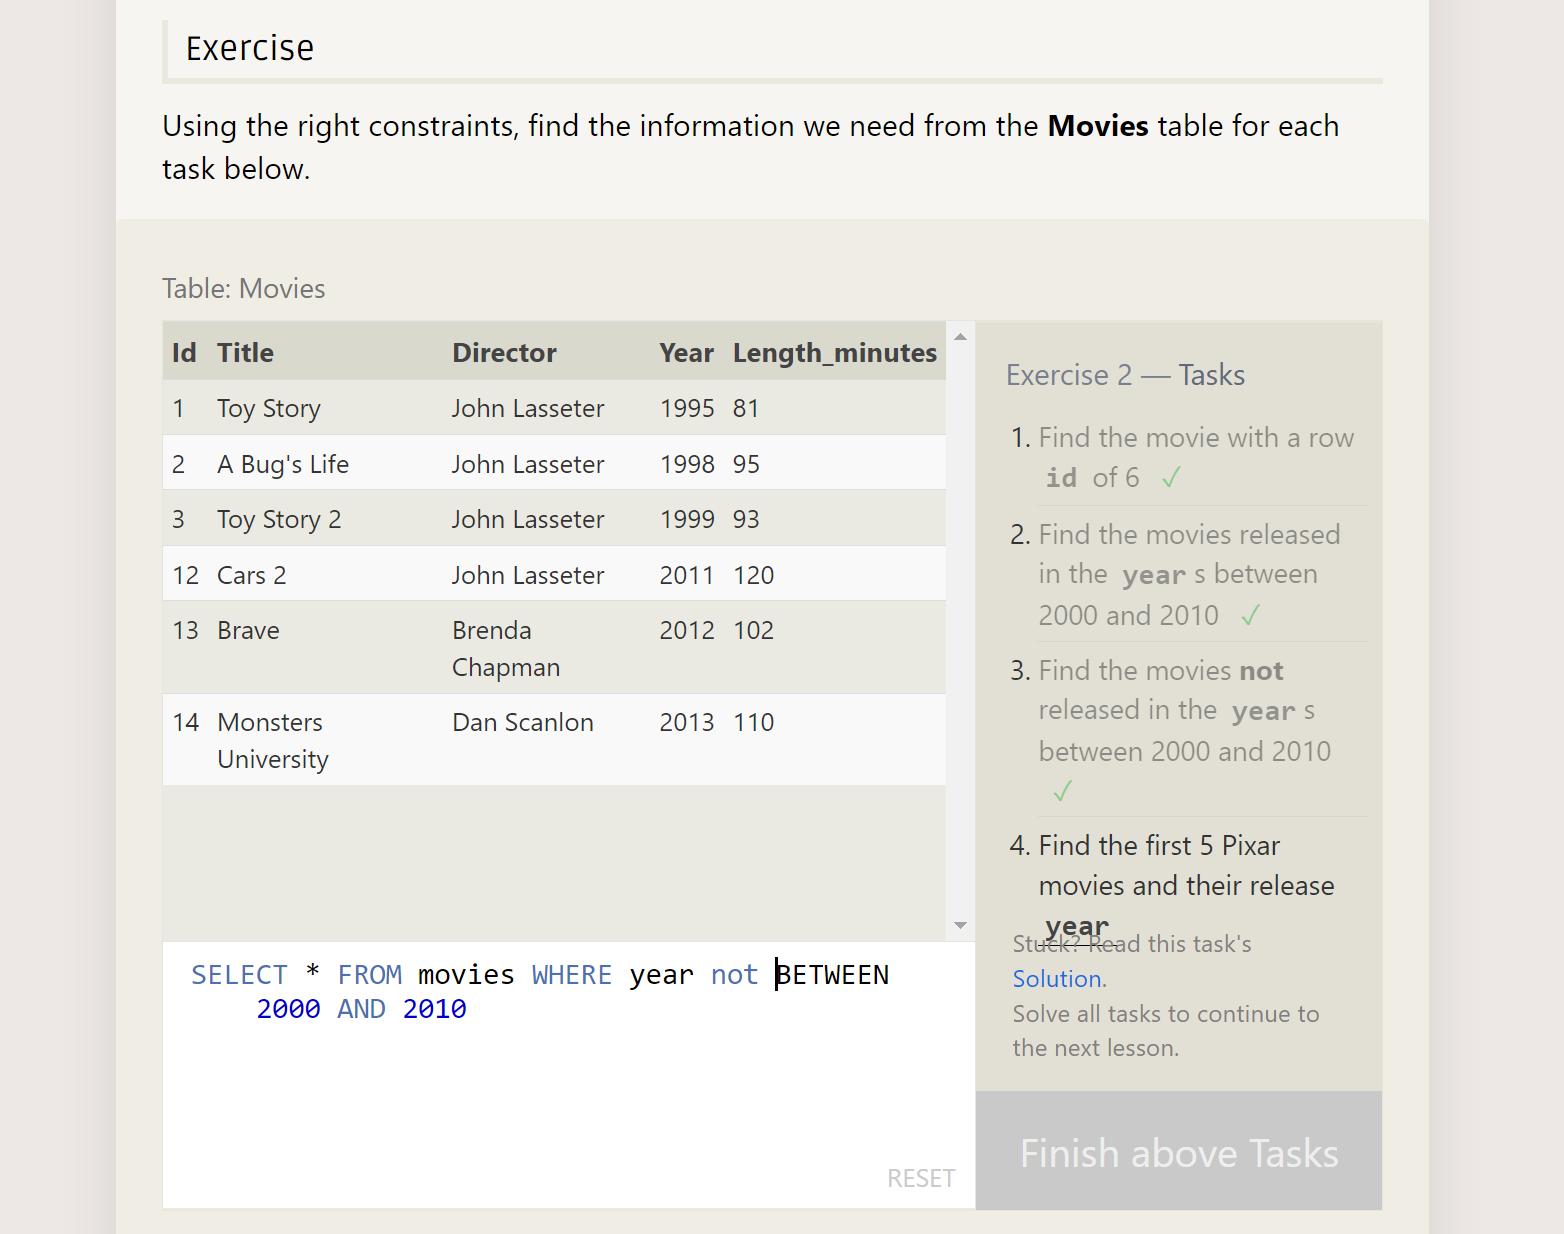 Exercise
Using the right constraints, find the information we need from the Movies table for each
task below.
Table: Movies
Id Title Director Year Length_minutes
1 Toy Story John Lasseter 1995 81
2 A Bug's Life John Lasseter 1998 95
3 Toy Story 2 John Lasseter 1999 93
12 Cars 2 John Lasseter 2011 120
13 Brave Brenda 2012 102
Chapman
14 Monsters Dan Scanlon 2013 110
University
SELECT * FROM movies WHERE year not BETWEEN
2000 AND 2010
RESET
Exercise 2 — Tasks
1. Find the movie with a row
id of 6 ✓
2. Find the movies released
in the year s between
2000 and 2010 ✓
3. Find the movies not
released in the year s
between 2000 and 2010
✓
4. Find the first 5 Pixar
movies and their release
year
Stuck? Read this task's
Solution.
Solve all tasks to continue to
the next lesson.
Finish above Tasks